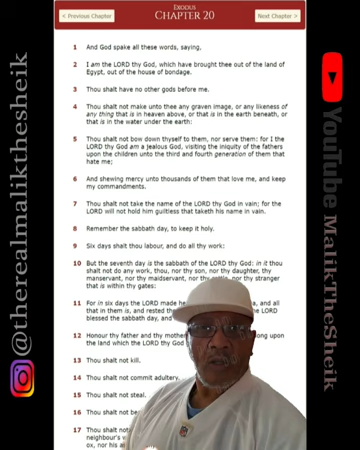 EXODUS
CHAPTER 20
< Previous Chapter
Next Chapter >
1 And God spake all these words, saying,
2 I am the LORD thy God, which have brought thee out of the land of
Egypt, out of the house of bondage.
3 Thou shalt have no other gods before me.
4 Thou shalt not make unto thee any graven image, or any likeness of
any thing that is in heaven above, or that is in the earth beneath, or
that is in the water under the earth:
5 Thou shalt not bow down thyself to them, nor serve them: for I the
LORD thy God am a jealous God, visiting the iniquity of the fathers
upon the children unto the third and fourth generation of them that
hate me;
6 And shewing mercy unto thousands of them that love me, and keep
my commandments.
7 Thou shalt not take the name of the LORD thy God in vain; for the
LORD will not hold him guiltless that taketh his name in vain.
8 Remember the sabbath day, to keep it holy.
9 Six days shalt thou labour, and do all thy work:
10 But the seventh day is the sabbath of the LORD thy God: in it thou
shalt not do any work, thou, nor thy son, nor thy daughter, thy
manservant, nor thy maidservant, nor thy cattle, nor thy stranger
that is within thy gates:
11 For in six days the LORD made and all
that in them is, and rested the LORD
blessed the sabbath day, and
12 Honour thy father and thy long upon
the land which the LORD thy God
13 Thou shalt not kill.
14 Thou shalt not commit adultery.
15 Thou shalt not steal.
16 Thou shalt not
17 Thou shalt
neighbour's
ox, nor his
@therealmalikthesheik
YouTube MalikTheSheik